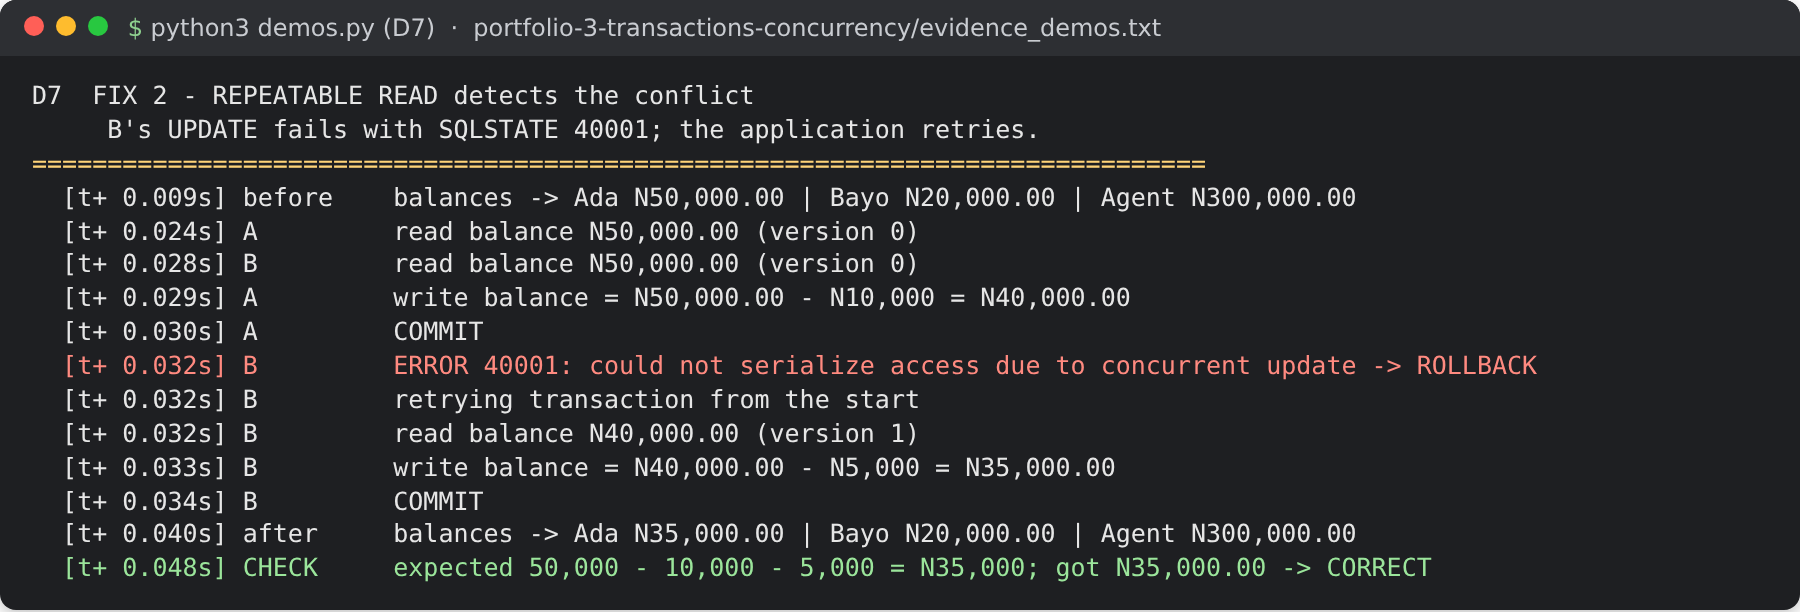 $ python3 demos.py (D7) · portfolio-3-transactions-concurrency/evidence_demos.txt
D7  FIX 2 - REPEATABLE READ detects the conflict
     B's UPDATE fails with SQLSTATE 40001; the application retries.
==============================================================================
  [t+ 0.009s] before    balances -> Ada N50,000.00 | Bayo N20,000.00 | Agent N300,000.00
  [t+ 0.024s] A         read balance N50,000.00 (version 0)
  [t+ 0.028s] B         read balance N50,000.00 (version 0)
  [t+ 0.029s] A         write balance = N50,000.00 - N10,000 = N40,000.00
  [t+ 0.030s] A         COMMIT
  [t+ 0.032s] B         ERROR 40001: could not serialize access due to concurrent update -> ROLLBACK
  [t+ 0.032s] B         retrying transaction from the start
  [t+ 0.032s] B         read balance N40,000.00 (version 1)
  [t+ 0.033s] B         write balance = N40,000.00 - N5,000 = N35,000.00
  [t+ 0.034s] B         COMMIT
  [t+ 0.040s] after     balances -> Ada N35,000.00 | Bayo N20,000.00 | Agent N300,000.00
  [t+ 0.048s] CHECK     expected 50,000 - 10,000 - 5,000 = N35,000; got N35,000.00 -> CORRECT